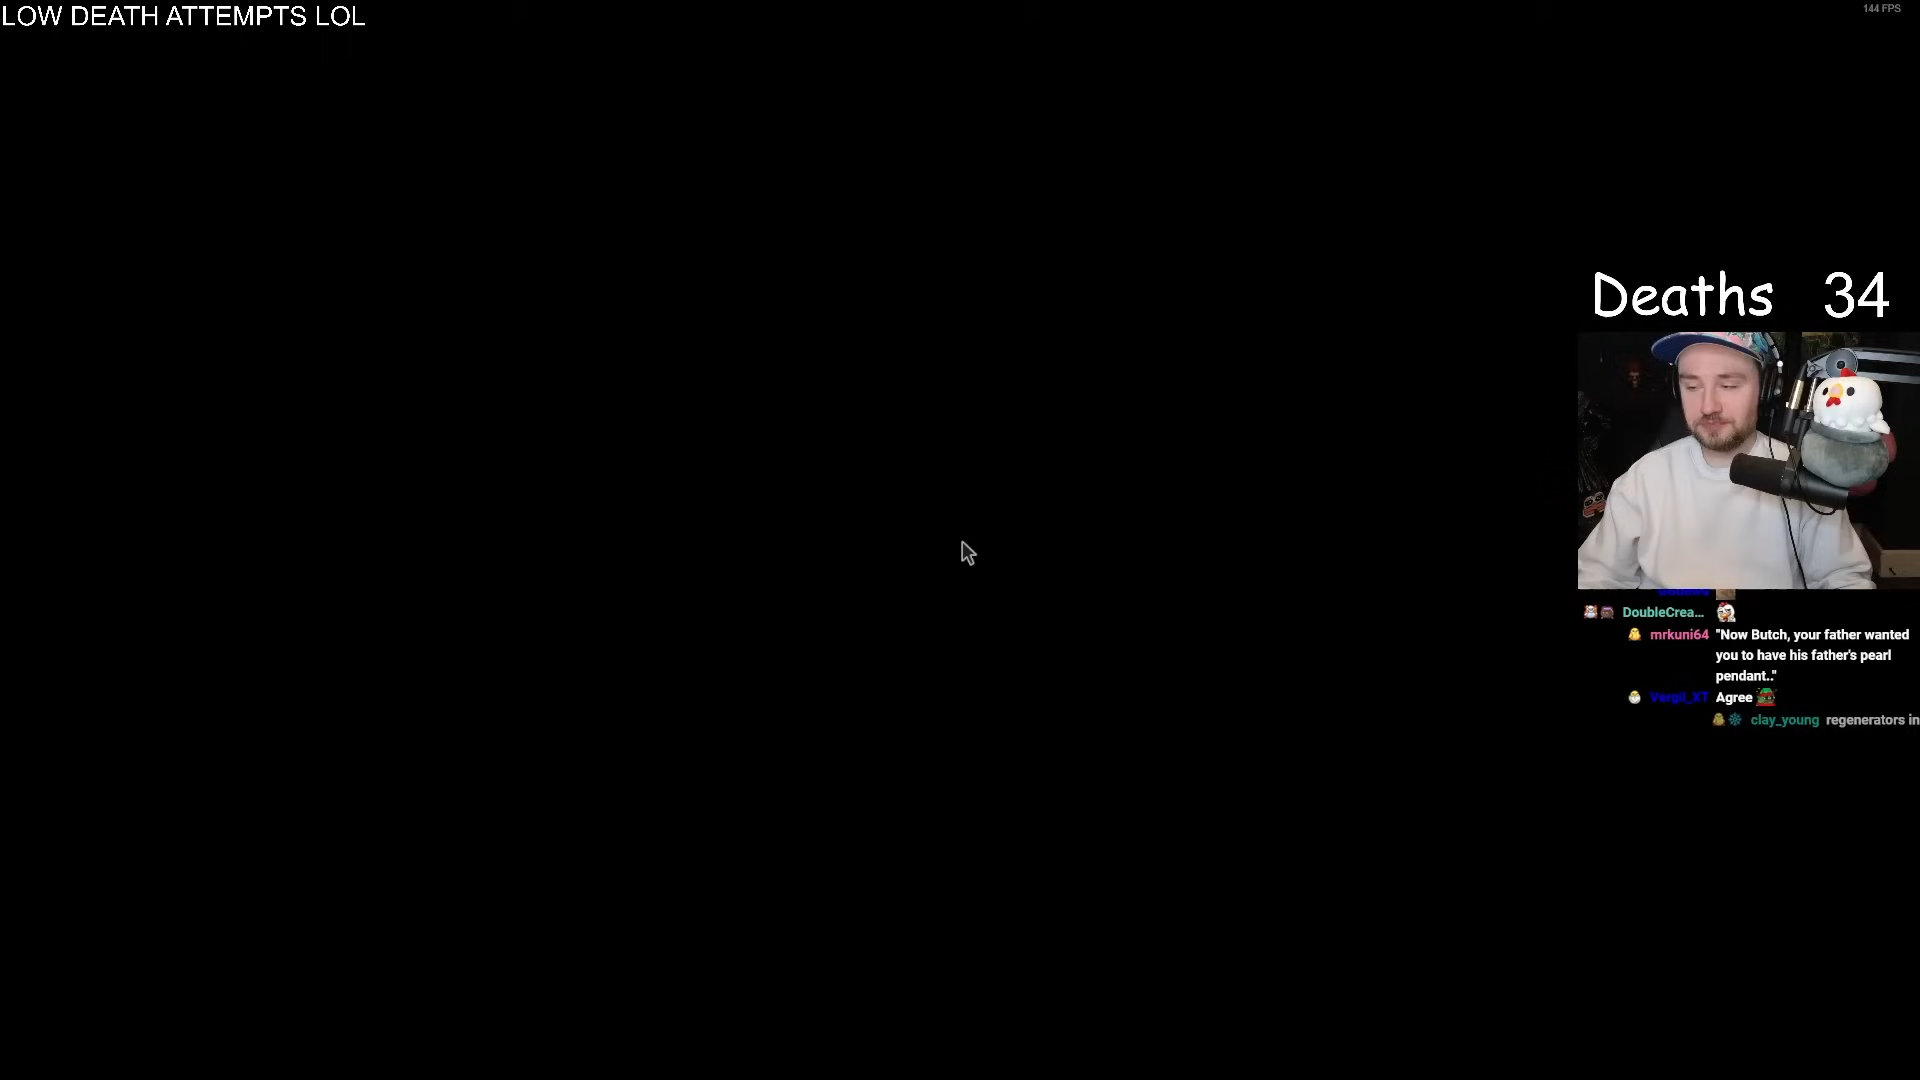 LOW DEATH ATTEMPTS LOL
144 FPS
Deaths 34
DoubleCrea...
mrkuni64 "Now Butch, your father wanted
you to have his father's pearl
pendant.."
Vergil_XT Agree
clay_young regenerators in